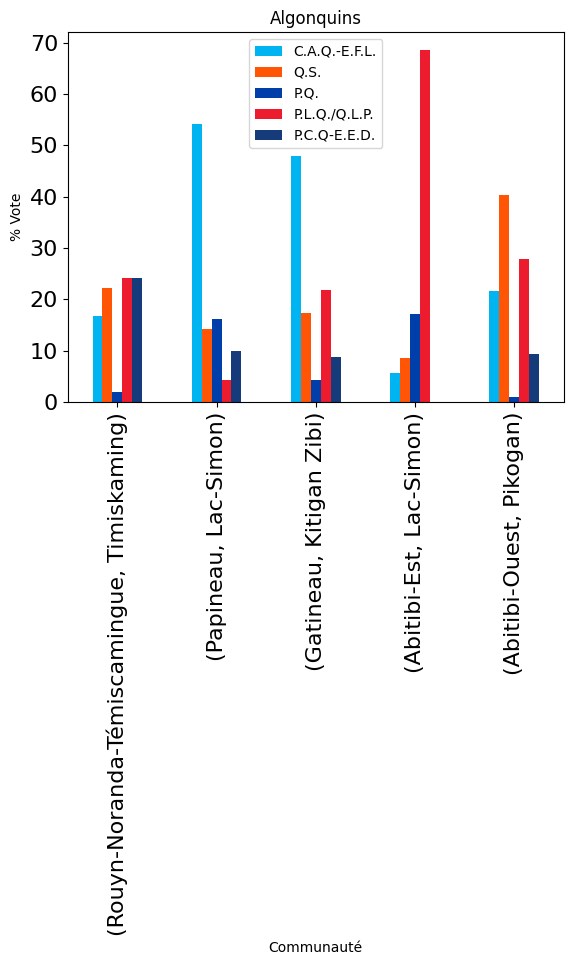 Algonquins
70
60
50
40
30
20
10
0
% Vote
C.A.Q.-E.F.L.
Q.S.
P.Q.
P.L.Q./Q.L.P.
P.C.Q-E.E.D.
(Rouyn-Noranda-Témiscamingue, Timiskaming)
(Papineau, Lac-Simon)
(Gatineau, Kitigan Zibi)
(Abitibi-Est, Lac-Simon)
(Abitibi-Ouest, Pikogan)
Communauté